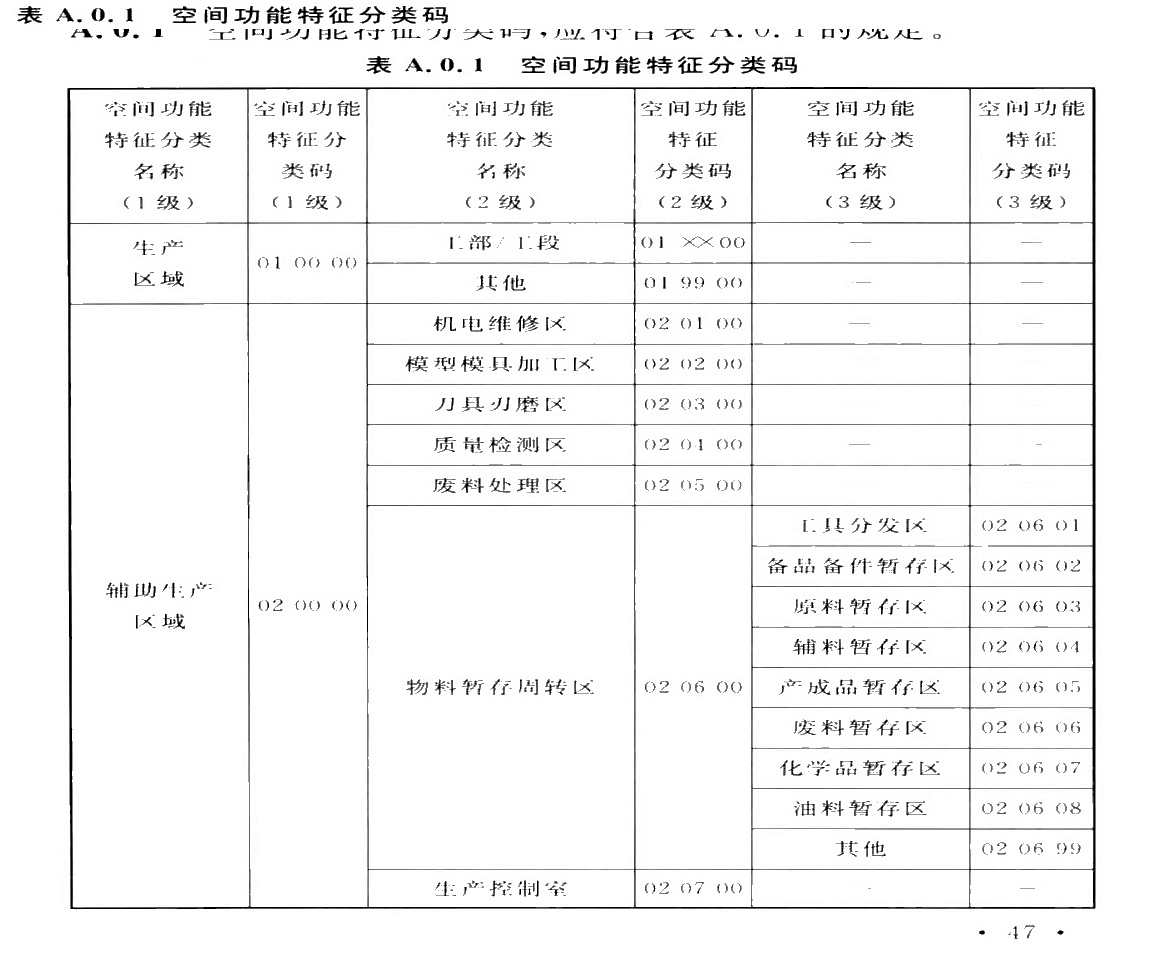 表 A.0.1 空间功能特征分类码
A.0.1 空间功能特征分类码,应符合表 A.0.1 的规定。
表 A.0.1 空间功能特征分类码
空间功能特征分类名称(1级) 空间功能特征分类码(1级) 空间功能特征分类名称(2级) 空间功能特征分类码(2级) 空间功能特征分类名称(3级) 空间功能特征分类码(3级)
生产区域 01 00 00 工部/工段 01 ××00 — —
其他 01 99 00 — —
辅助生产区域 02 00 00 机电维修区 02 01 00 — —
模型模具加工区 02 02 00
刀具刃磨区 02 03 00
质量检测区 02 04 00 — -
废料处理区 02 05 00
物料暂存周转区 02 06 00 工具分发区 02 06 01
备品备件暂存区 02 06 02
原料暂存区 02 06 03
辅料暂存区 02 06 04
产成品暂存区 02 06 05
废料暂存区 02 06 06
化学品暂存区 02 06 07
油料暂存区 02 06 08
其他 02 06 99
生产控制室 02 07 00 - —
· 47 ·